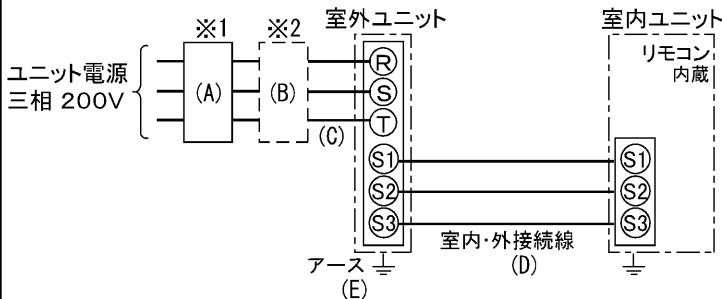 ※1
※2
室外ユニット
室内ユニット
ユニット電源
三相 200V
(A)
(B)
(C)
R
S
T
S1
S2
S3
リモコン
内蔵
S1
S2
S3
室内・外接続線
(D)
アース
(E)